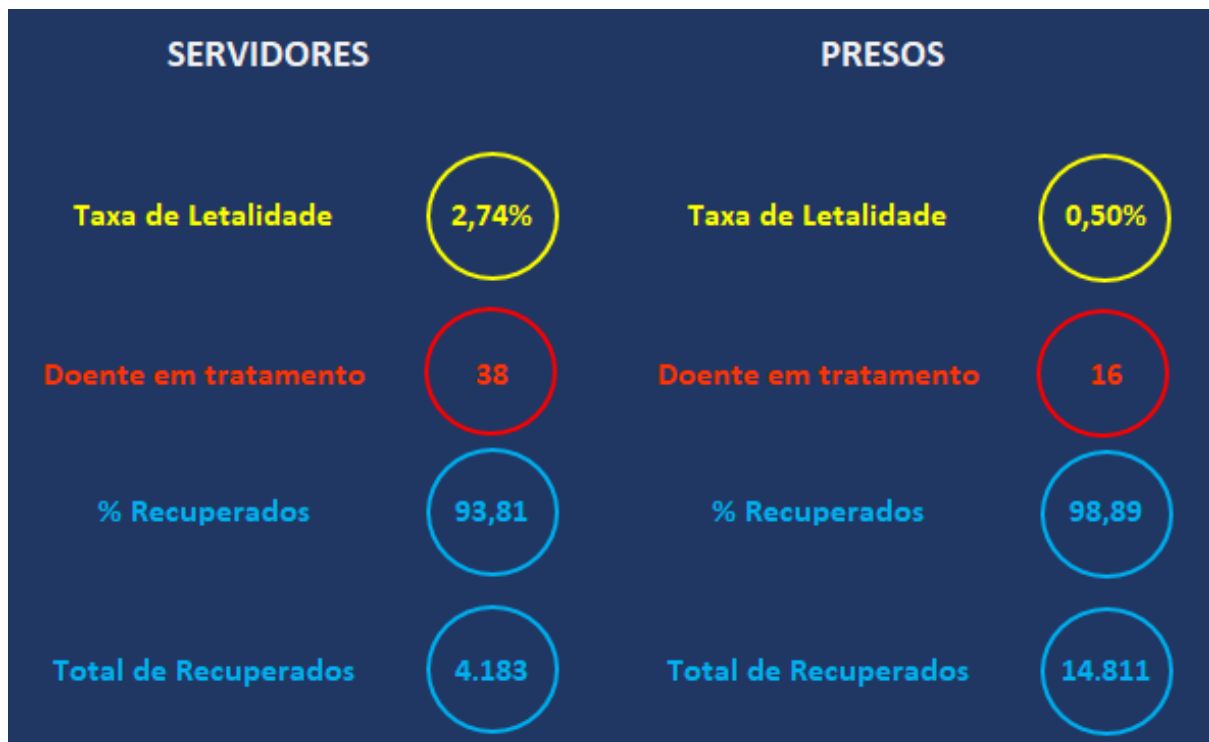 SERVIDORES
PRESOS
Taxa de Letalidade
2,74%
Taxa de Letalidade
0,50%
Doente em tratamento
38
Doente em tratamento
16
% Recuperados
93,81
% Recuperados
98,89
Total de Recuperados
4.183
Total de Recuperados
14.811